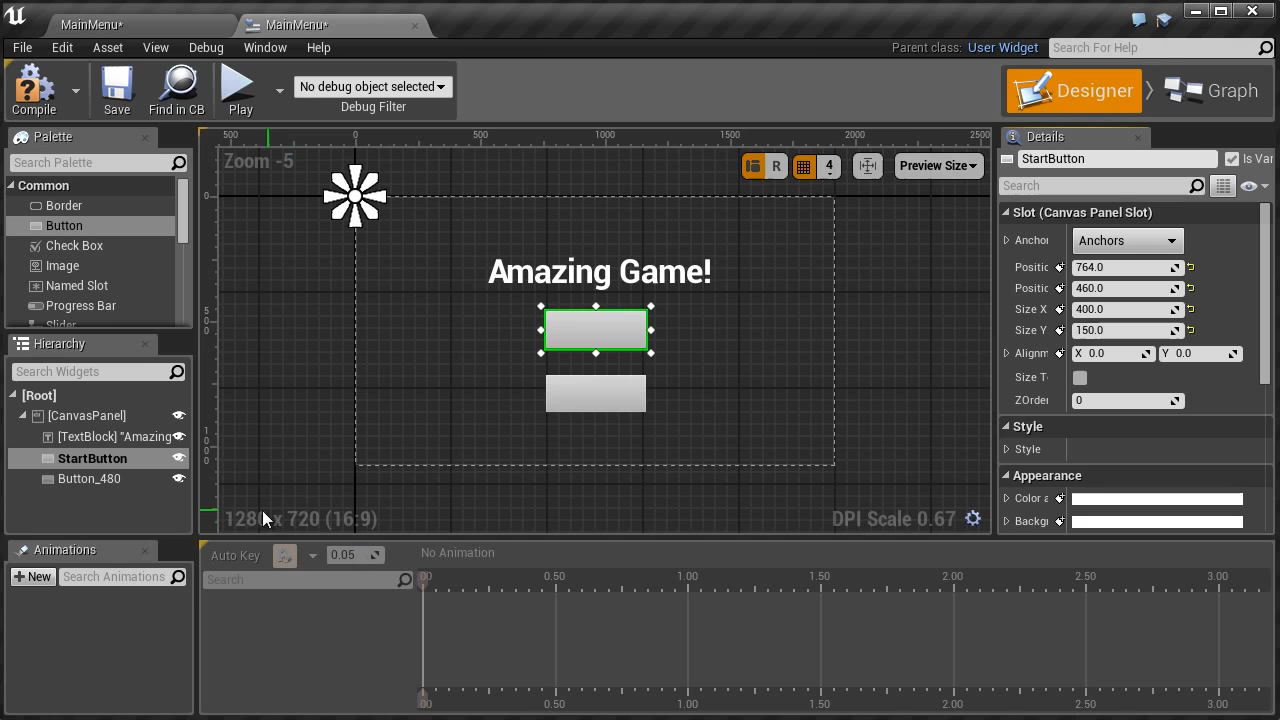 MainMenu*
MainMenu*
File Edit Asset View Debug Window Help
Parent class: User Widget
Search For Help
Compile
Save
Find in CB
Play
No debug object selected
Debug Filter
Designer
Graph
Palette
Search Palette
Common
Border
Button
Check Box
Image
Named Slot
Progress Bar
Slider
Hierarchy
Search Widgets
[Root]
[CanvasPanel]
[TextBlock] "Amazing
StartButton
Button_480
Animations
New
Search Animations
500 0 500 1000 1500 2000 2500
Zoom -5
R
4
Preview Size
0
500
1000
Amazing Game!
1280 x 720 (16:9)
DPI Scale 0.67
Details
StartButton
Is Var
Search
Slot (Canvas Panel Slot)
Anchor
Anchors
Positic 764.0
Positic 460.0
Size X 400.0
Size Y 150.0
Alignm X 0.0 Y 0.0
Size T
ZOrder 0
Style
Style
Appearance
Color a
Backgr
Auto Key
0.05
No Animation
Search
00 0.50 1.00 1.50 2.00 2.50 3.00
00 0.50 1.00 1.50 2.00 2.50 3.00